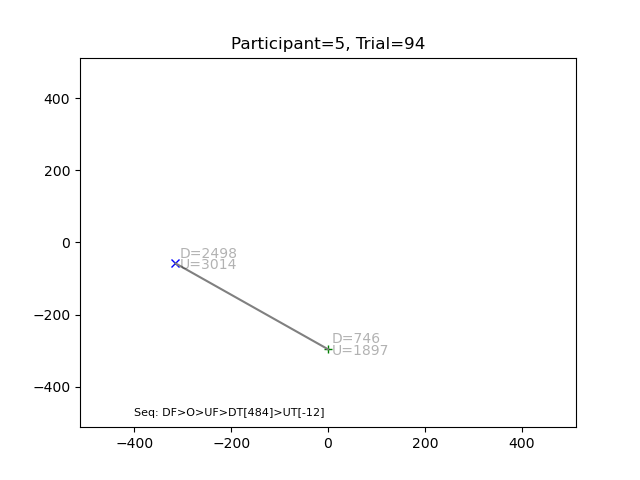 Participant=5, Trial=94
400
200
0
−200
−400
D=2498
U=3014
D=746
U=1897
Seq: DF>O>UF>DT[484]>UT[-12]
−400
−200
0
200
400